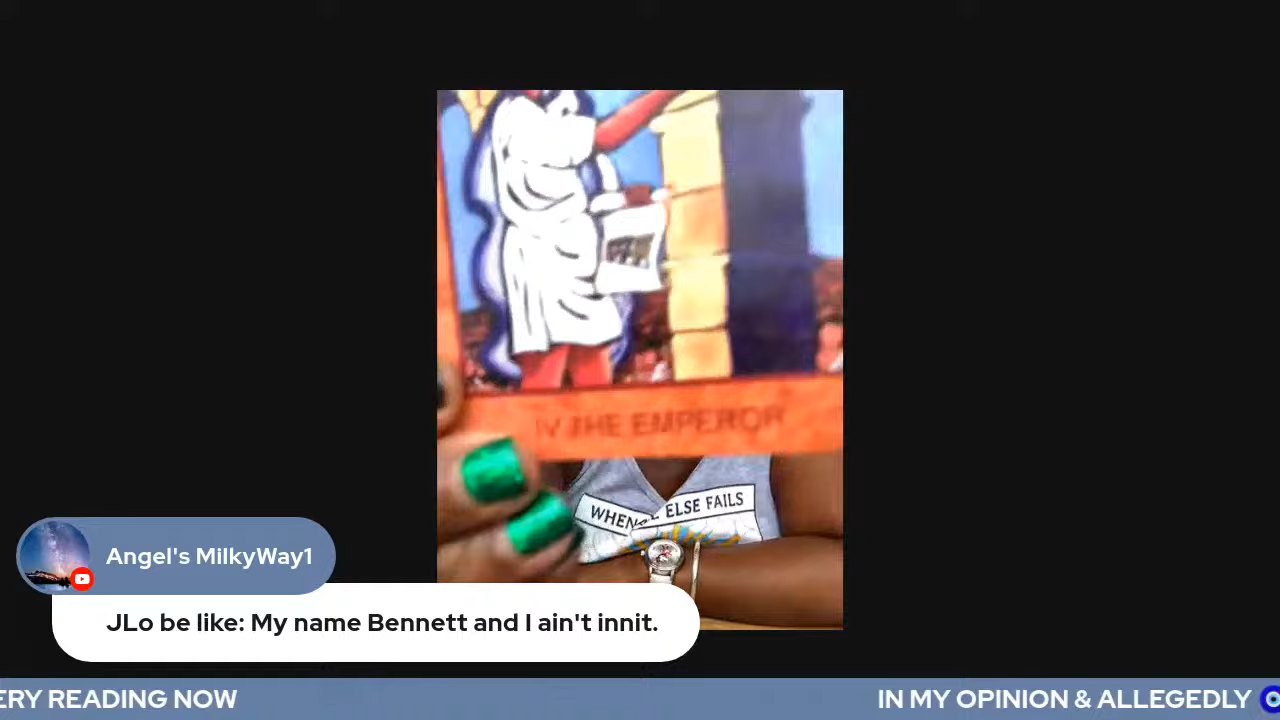 IV THE EMPEROR
WHEN ELSE FAILS
Angel's MilkyWay1
JLo be like: My name Bennett and I ain't innit.
ERY READING NOW
IN MY OPINION & ALLEGEDLY